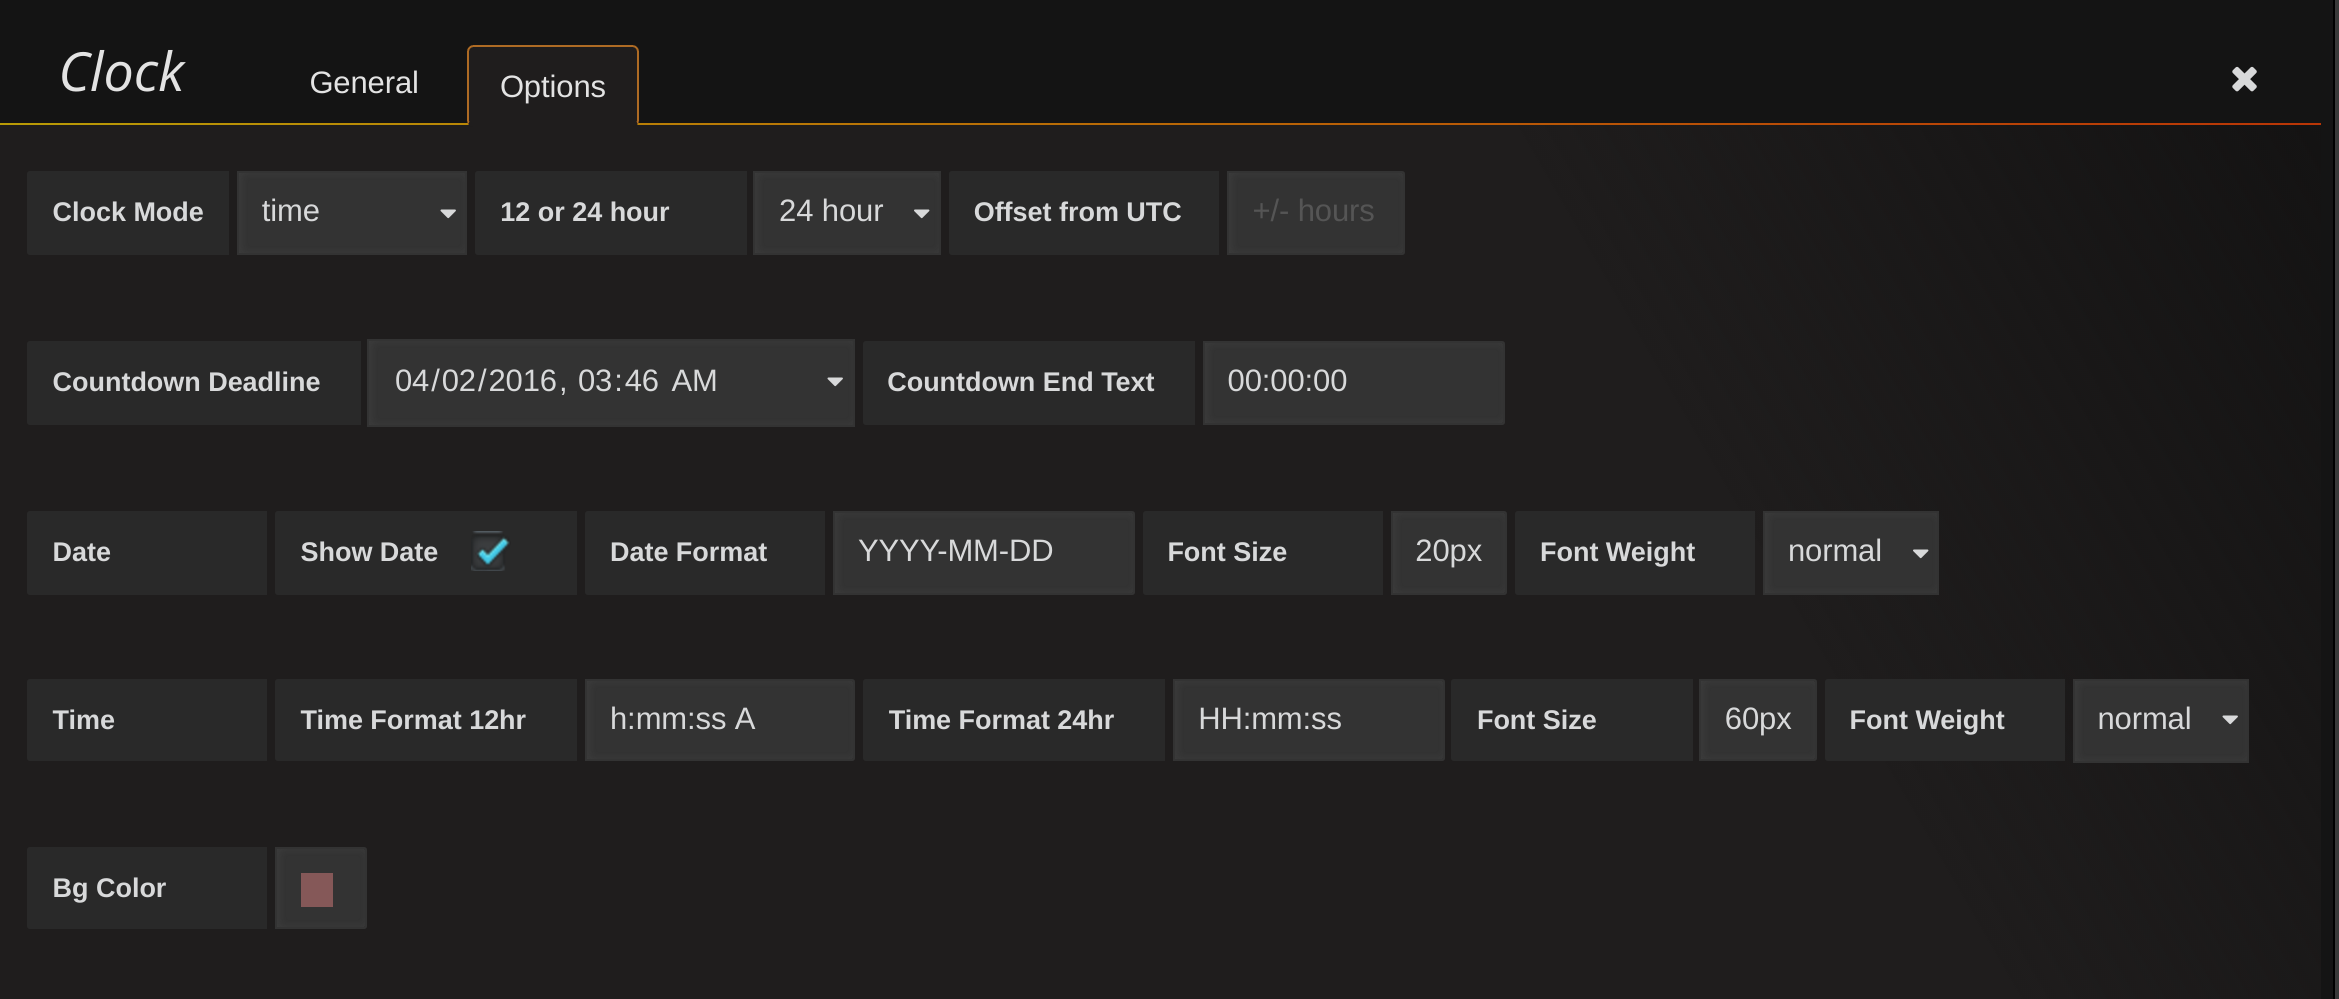 Clock General Options
Clock Mode time 12 or 24 hour 24 hour Offset from UTC +/- hours
Countdown Deadline 04/02/2016, 03:46 AM Countdown End Text 00:00:00
Date Show Date Date Format YYYY-MM-DD Font Size 20px Font Weight normal
Time Time Format 12hr h:mm:ss A Time Format 24hr HH:mm:ss Font Size 60px Font Weight normal
Bg Color